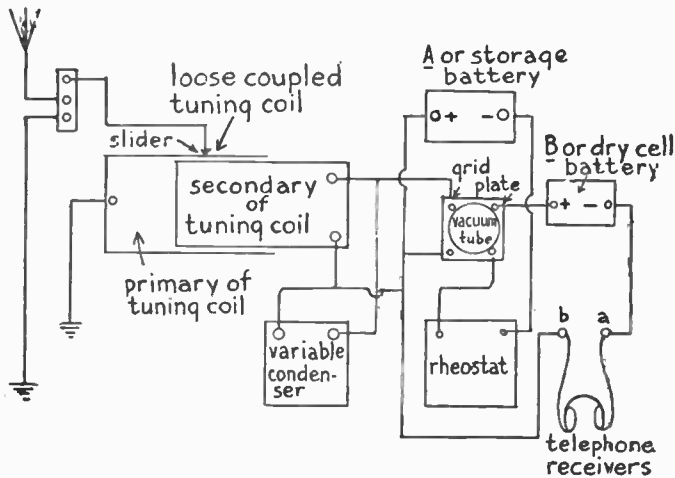 A or storage
battery
loose coupled
tuning coil
slider
B or dry cell
battery
grid
plate
+ -
+ -
secondary
of
tuning coil
vacuum
tube
primary of
tuning coil
b a
variable
conden-
ser
rheostat
telephone
receivers